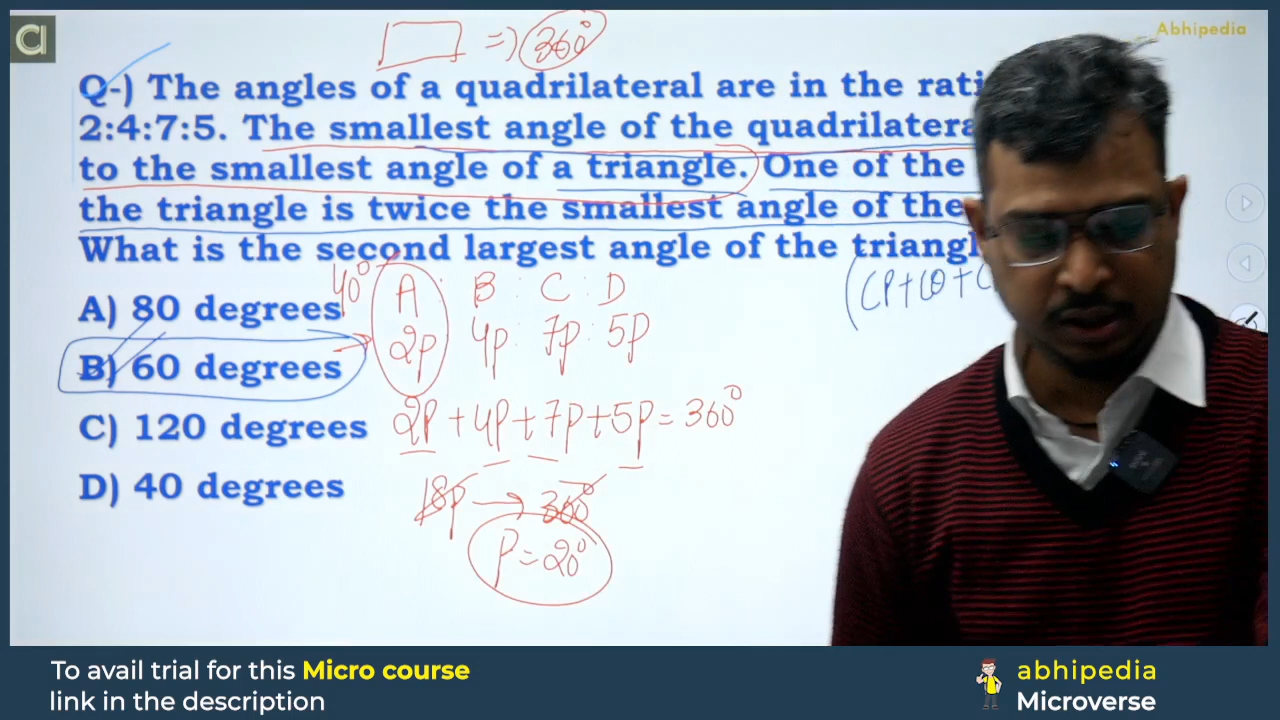 Abhipedia
=) 360°
Q-) The angles of a quadrilateral are in the rati
2:4:7:5. The smallest angle of the quadrilatera
to the smallest angle of a triangle. One of the
the triangle is twice the smallest angle of the
What is the second largest angle of the triangl
40° A : B : C : D
2p : 4p : 7p : 5p
(CP+CQ+C
A) 80 degrees
B) 60 degrees
C) 120 degrees
D) 40 degrees
2p + 4p + 7p + 5p = 360°
18p → 360°
P = 20°
To avail trial for this Micro course
link in the description
abhipedia
Microverse